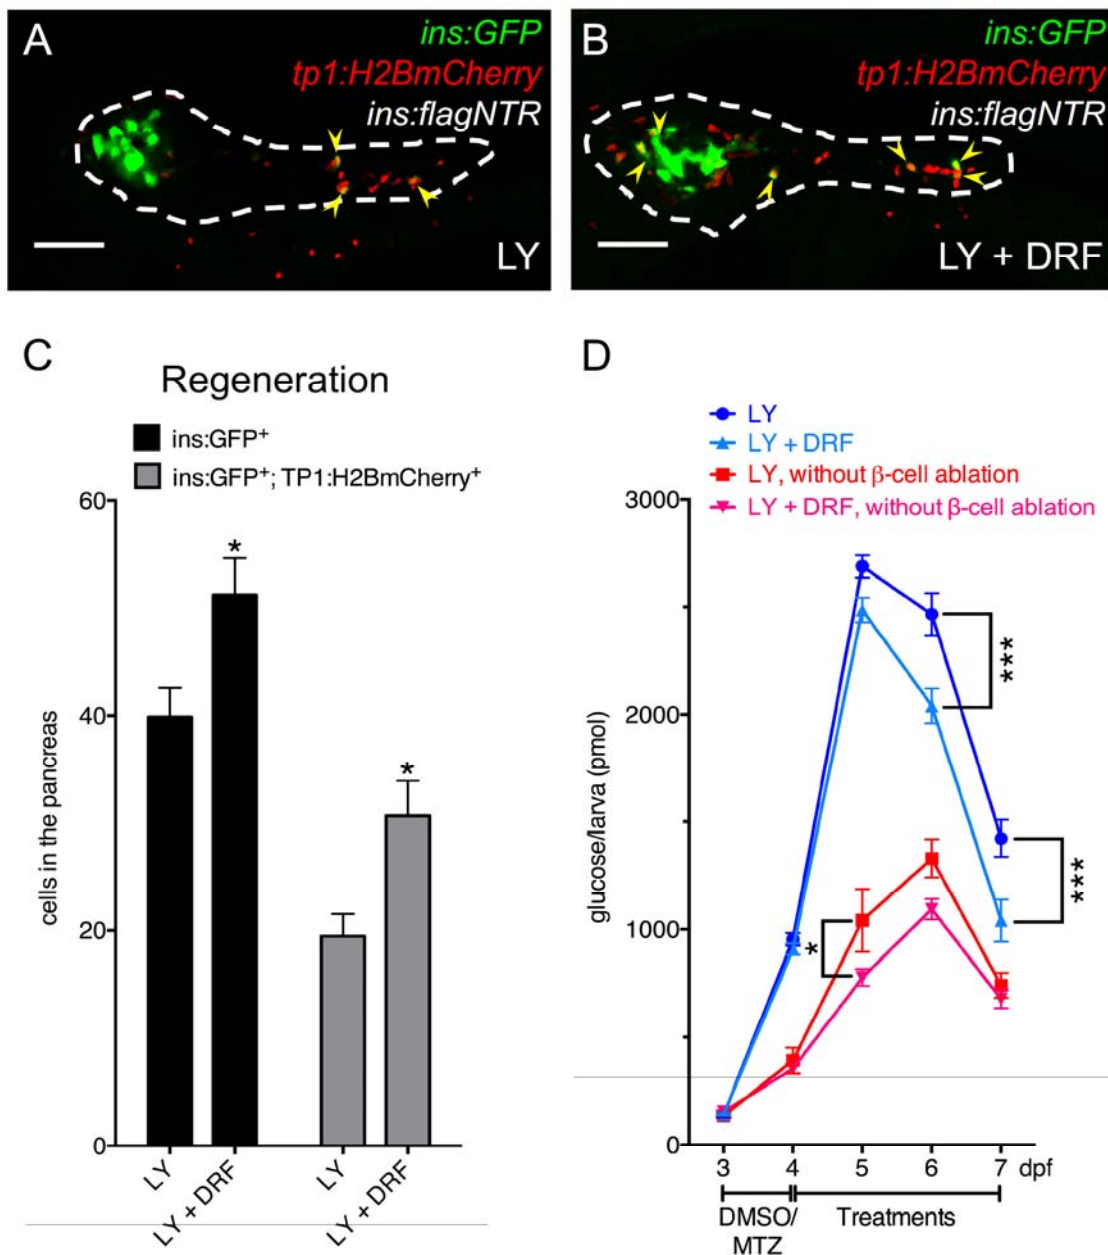 A
ins:GFP
tp1:H2BmCherry
ins:flagNTR
LY
B
ins:GFP
tp1:H2BmCherry
ins:flagNTR
LY + DRF
C
Regeneration
ins:GFP+
ins:GFP+; TP1:H2BmCherry+
60
40
20
0
cells in the pancreas
*
*
LY
LY + DRF
LY
LY + DRF
D
LY
LY + DRF
LY, without β-cell ablation
LY + DRF, without β-cell ablation
3000
2000
1000
0
glucose/larva (pmol)
***
***
*
3 4 5 6 7 dpf
DMSO/
MTZ
Treatments